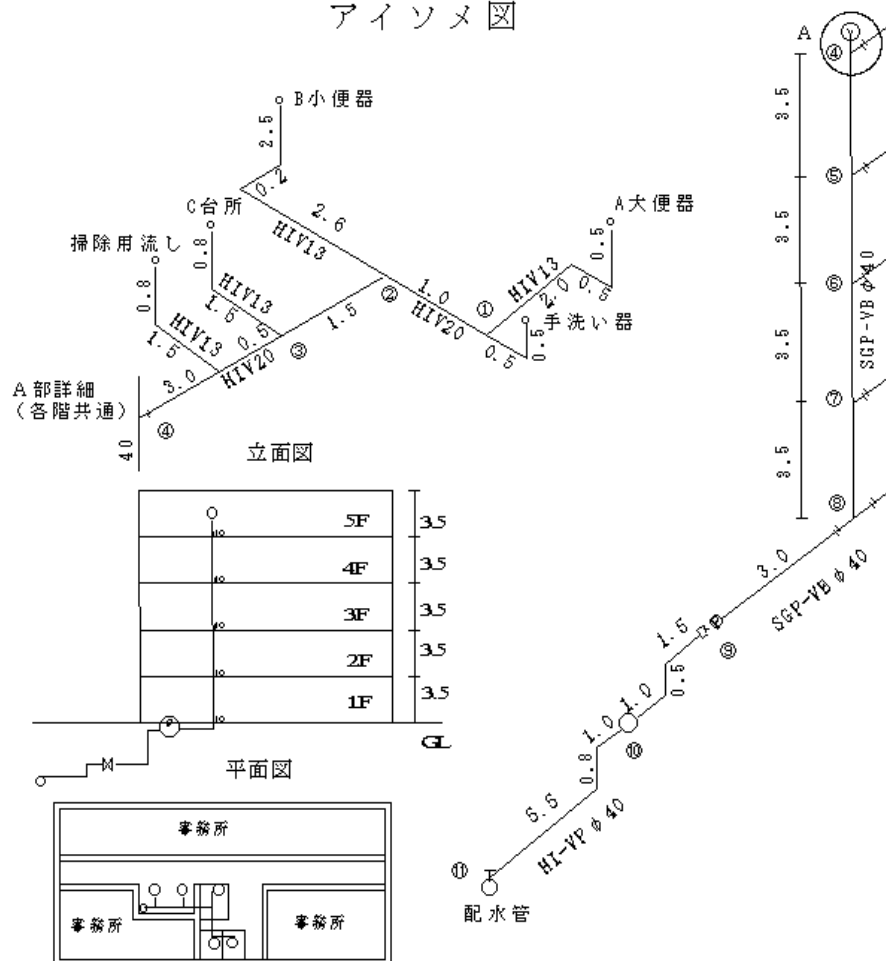 アイソメ図
A
④
3.5
⑤
3.5
⑥
3.5
⑦
3.5
⑧
SGP-VB φ40
B小便器
2.5
0.2
2.6
HIV13
C台所
0.8
HIV13
1.5
掃除用流し
0.8
HIV13
1.5
0.5
③
1.5
②
1.0
HIV20
①
HIV13
2.0
0.5
0.5
A大便器
手洗い器
0.5
0.5
3.0
HIV20
A部詳細
(各階共通)
④
40
立面図
5F
3.5
4F
3.5
3F
3.5
2F
3.5
1F
3.5
GL
P
平面図
事務所
事務所
事務所
3.0
SGP-VB φ40
P
⑨
1.5
0.5
1.0
1.0
⑩
0.8
6.6
HI-VP φ40
⑪
配水管